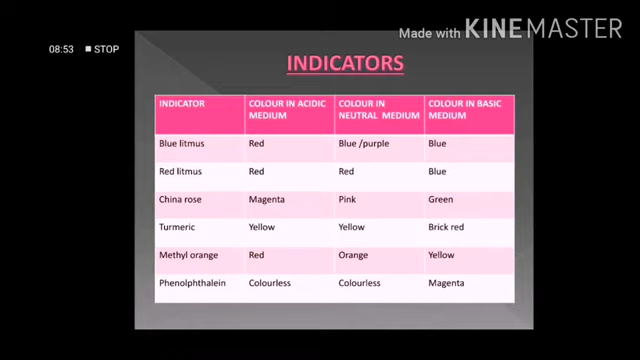 Made with KINEMASTER
08:53 STOP
INDICATORS
INDICATOR COLOUR IN ACIDIC MEDIUM COLOUR IN NEUTRAL MEDIUM COLOUR IN BASIC MEDIUM
Blue litmus Red Blue /purple Blue
Red litmus Red Red Blue
China rose Magenta Pink Green
Turmeric Yellow Yellow Brick red
Methyl orange Red Orange Yellow
Phenolphthalein Colourless Colourless Magenta